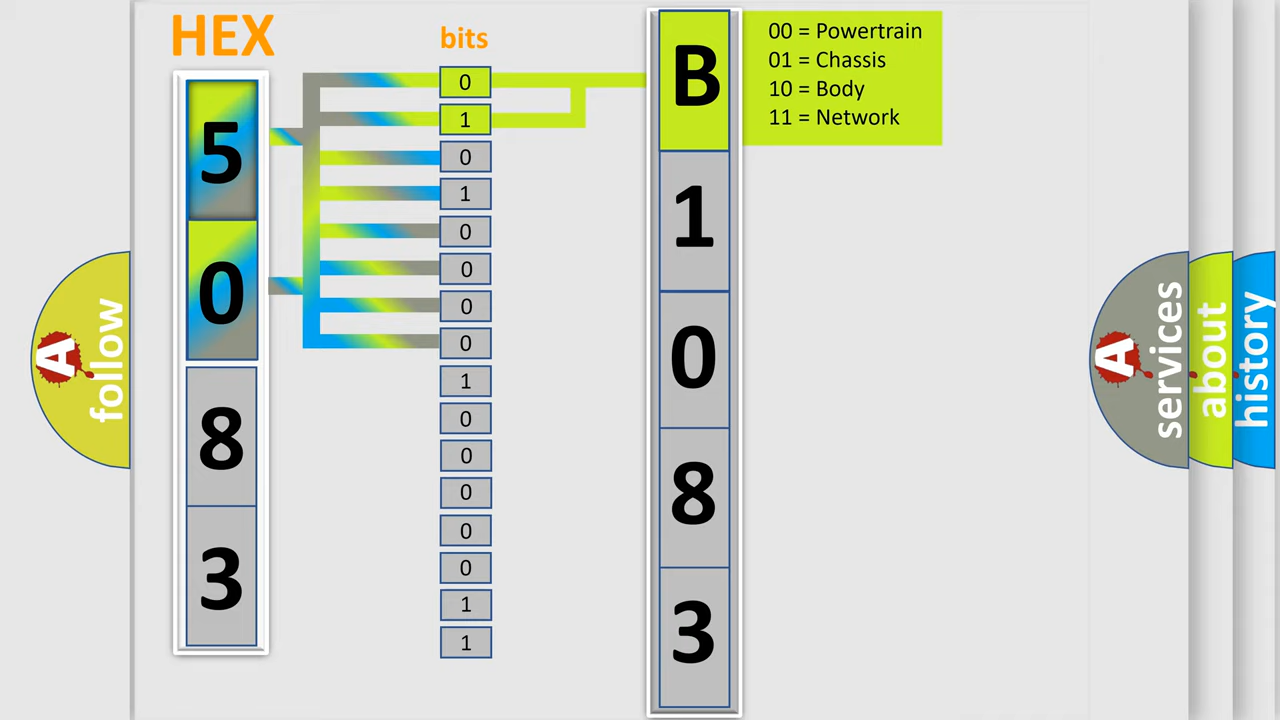 HEX
5
0
8
3
bits
0
1
0
1
0
0
0
0
1
0
0
0
0
0
1
1
B
1
0
8
3
00 = Powertrain
01 = Chassis
10 = Body
11 = Network
A follow
A services
about
history